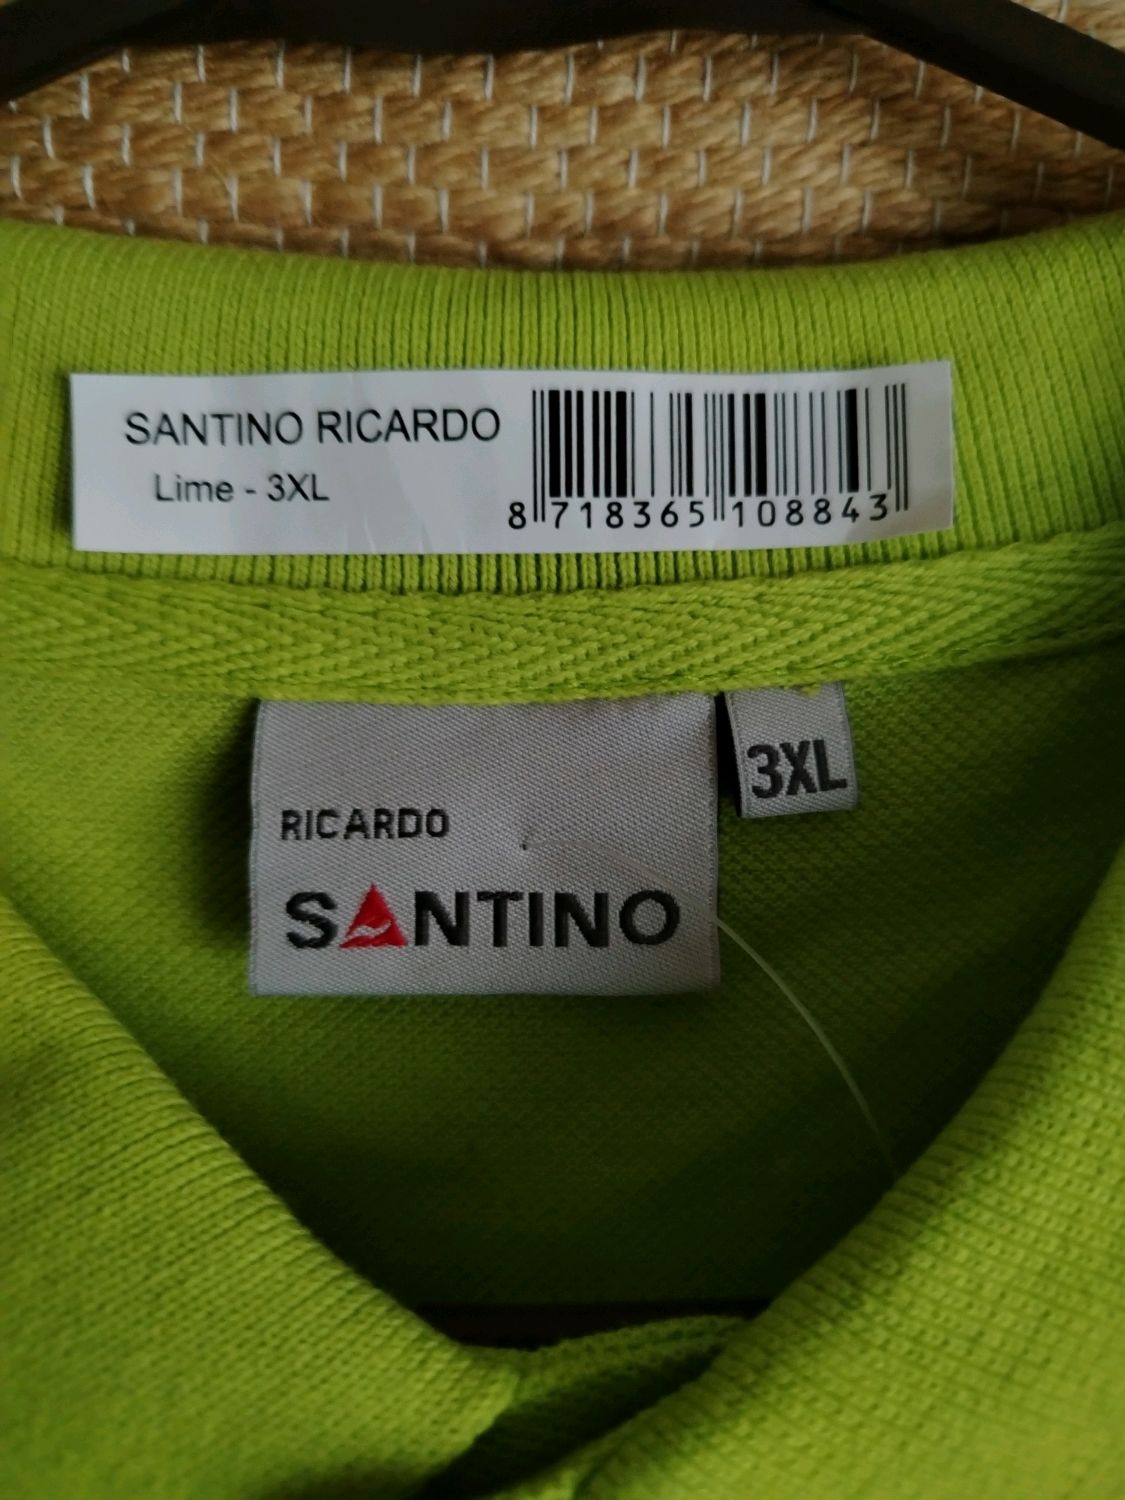 SANTINO RICARDO
Lime - 3XL
8 718365 108843
3XL
RICARDO
SANTINO